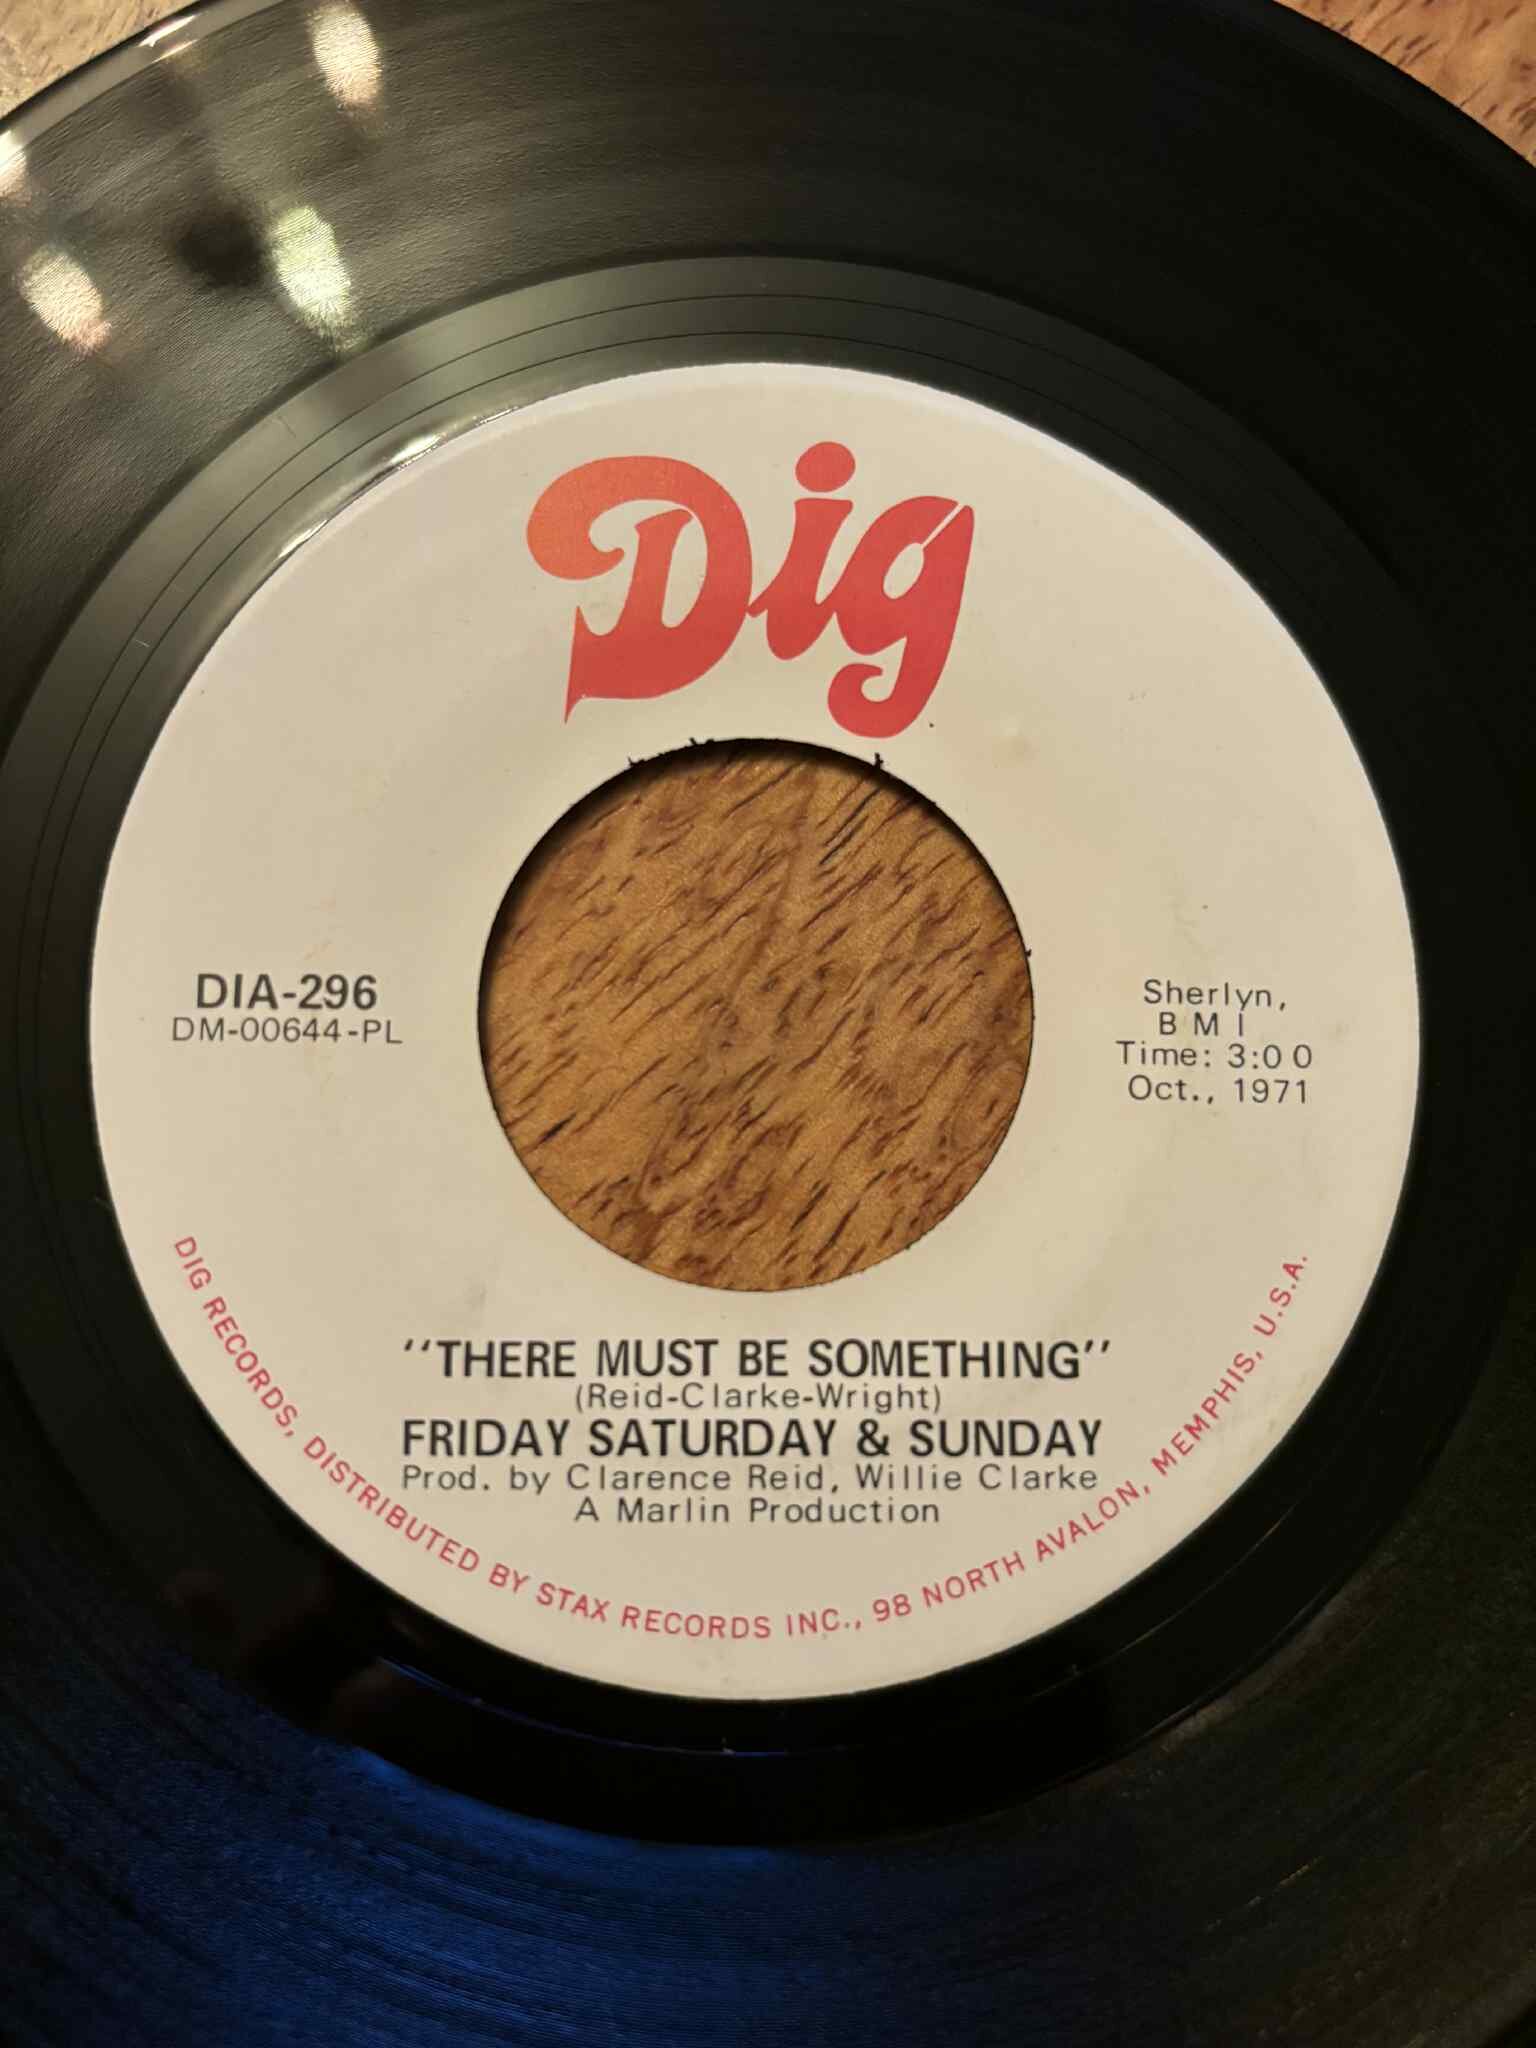 Dig
DIA-296
DM-00644-PL
Sherlyn,
B M I
Time: 3:00
Oct., 1971
"THERE MUST BE SOMETHING"
(Reid-Clarke-Wright)
FRIDAY SATURDAY & SUNDAY
Prod. by Clarence Reid, Willie Clarke
A Marlin Production
DIG RECORDS, DISTRIBUTED BY STAX RECORDS INC., 98 NORTH AVALON, MEMPHIS, U.S.A.